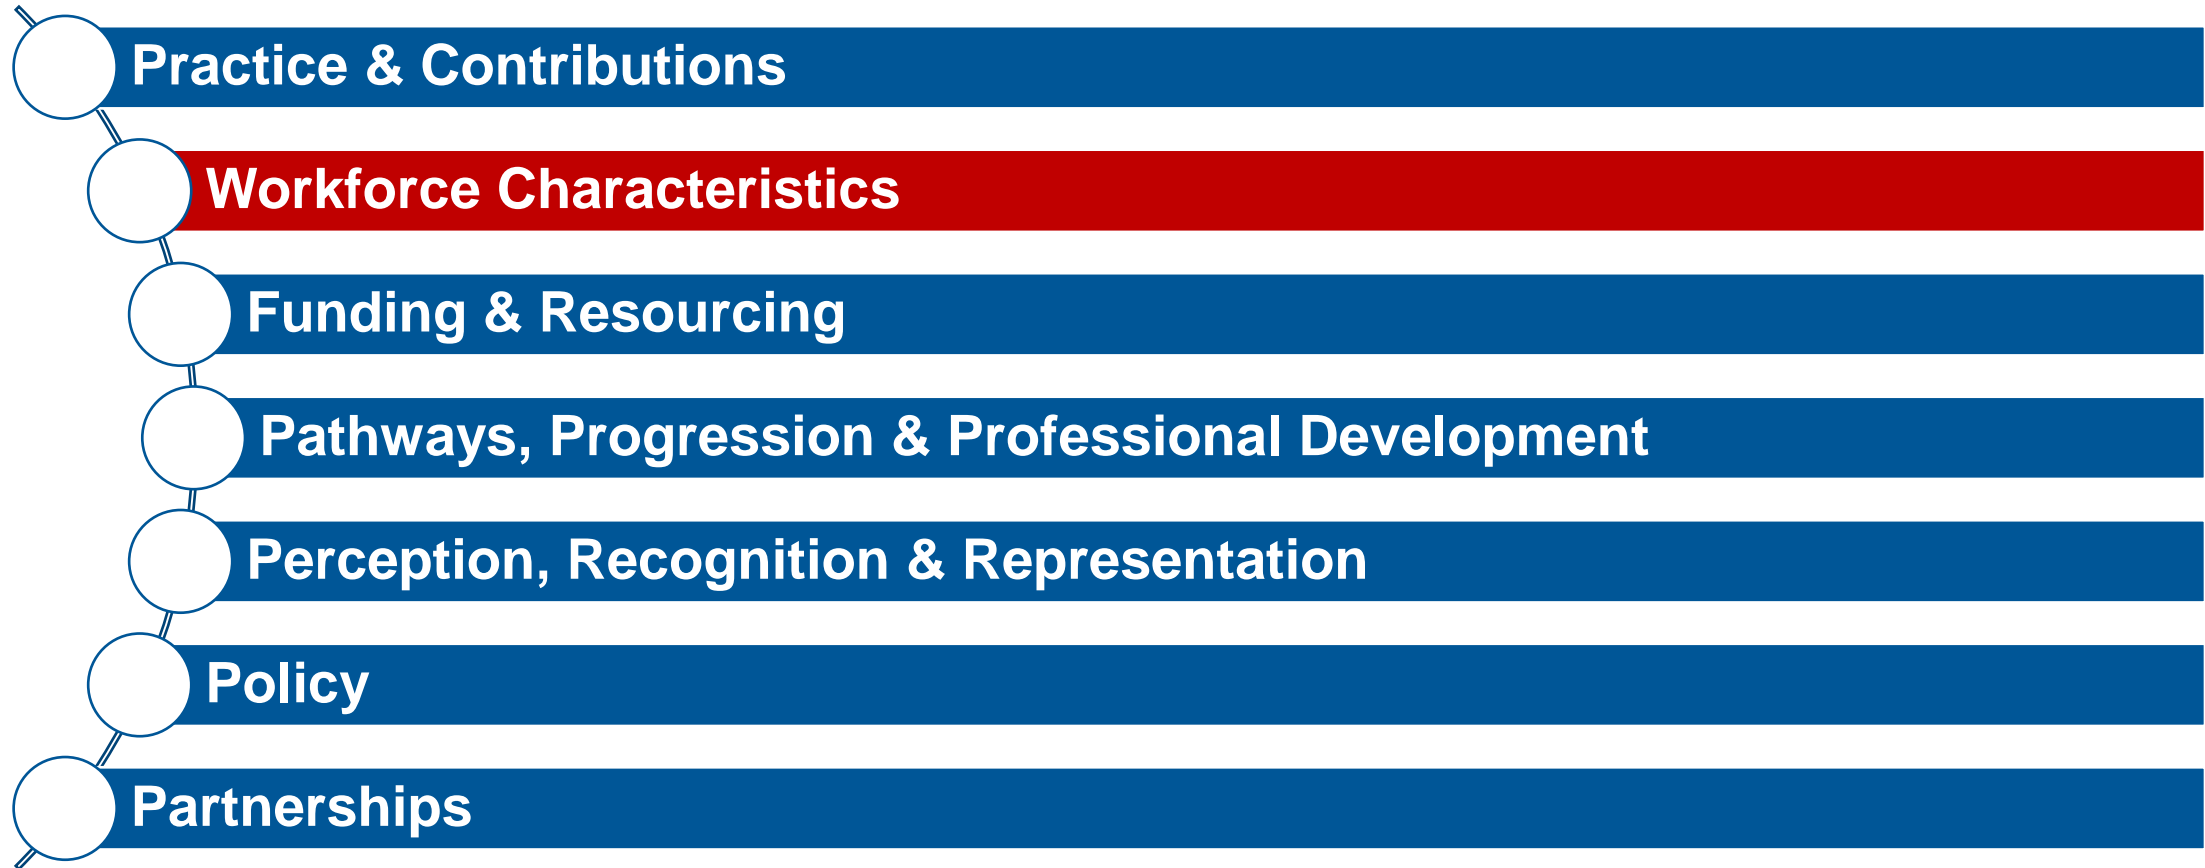 Practice & Contributions
Workforce Characteristics
Funding & Resourcing
Pathways, Progression & Professional Development
Perception, Recognition & Representation
Policy
Partnerships